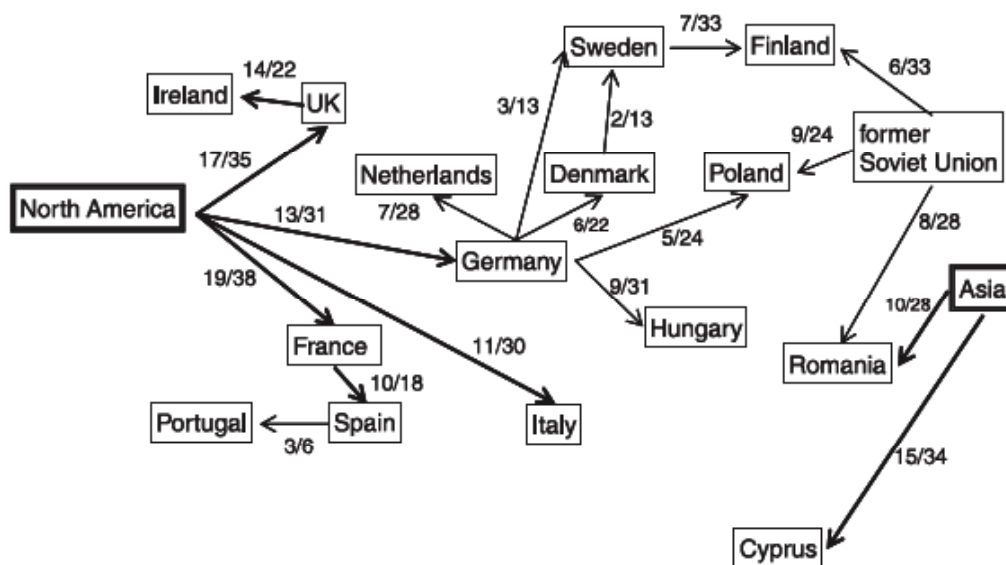 7/33
Sweden
Finland
14/22
6/33
Ireland
UK
3/13
2/13
former
Soviet Union
9/24
17/35
Netherlands
Denmark
Poland
North America
13/31
7/28
6/22
5/24
8/28
Germany
19/38
9/31
Asia
10/28
Hungary
France
11/30
Romania
10/18
Portugal
Spain
Italy
3/6
15/34
Cyprus